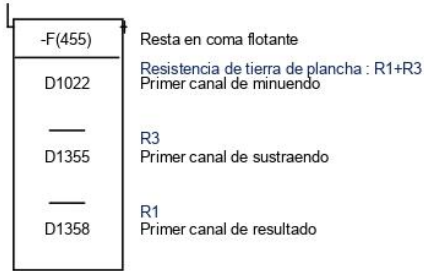 -F(455) Resta en coma flotante
Resistencia de tierra de plancha : R1+R3
D1022 Primer canal de minuendo
R3
D1355 Primer canal de sustraendo
R1
D1358 Primer canal de resultado